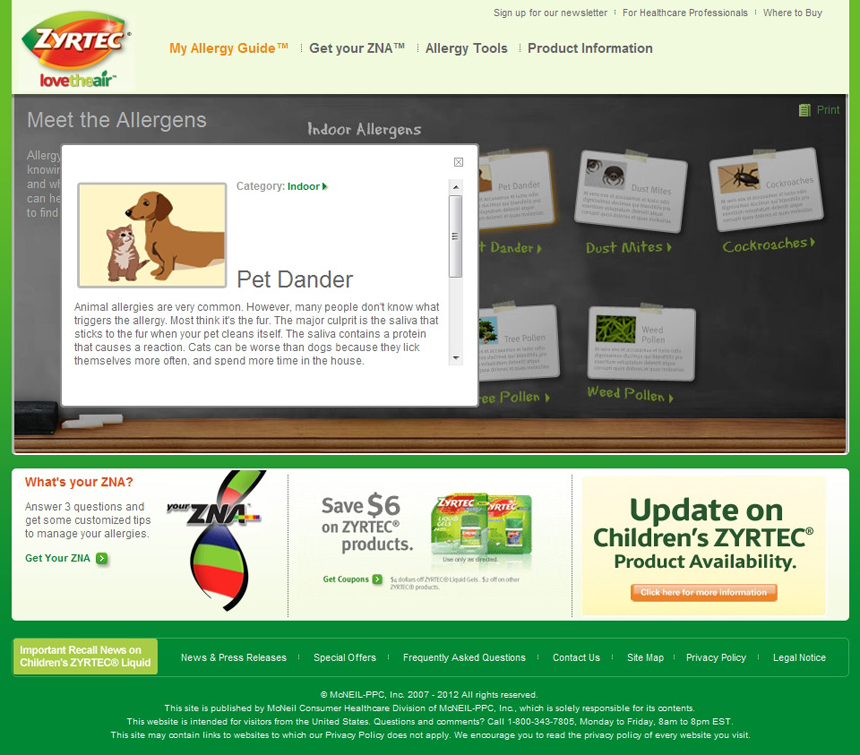 Sign up for our newsletter
For Healthcare Professionals
Where to Buy
ZYRTEC®
lovetheair™
My Allergy Guide™
Get your ZNA™
Allergy Tools
Product Information
Meet the Allergens
Print
Indoor Allergens
Allergy
knowin
and wh
can he
to find
Category: Indoor
Pet Dander
Animal allergies are very common. However, many people don't know what
triggers the allergy. Most think it's the fur. The major culprit is the saliva that
sticks to the fur when your pet cleans itself. The saliva contains a protein
that causes a reaction. Cats can be worse than dogs because they lick
themselves more often, and spend more time in the house.
Pet Dander
t Dander
Dust Mites
Dust Mites
Cockroaches
Cockroaches
Tree Pollen
ee Pollen
Weed
Pollen
Weed Pollen
What's your ZNA?
Answer 3 questions and
get some customized tips
to manage your allergies.
Get Your ZNA
your ZNA™
Save $6
on ZYRTEC®
products.
ZYRTEC
LIQUID
GELS
ZYRTEC
Use only as directed.
Get Coupons
$4 dollars off ZYRTEC® Liquid Gels. $2 off on other
ZYRTEC® products.
Update on
Children's ZYRTEC®
Product Availability.
Click here for more information
Important Recall News on
Children's ZYRTEC® Liquid
News & Press Releases
Special Offers
Frequently Asked Questions
Contact Us
Site Map
Privacy Policy
Legal Notice
© McNEIL-PPC, Inc. 2007 - 2012 All rights reserved.
This site is published by McNeil Consumer Healthcare Division of McNEIL-PPC, Inc., which is solely responsible for its contents.
This website is intended for visitors from the United States. Questions and comments? Call 1-800-343-7805, Monday to Friday, 8am to 8pm EST.
This site may contain links to websites to which our Privacy Policy does not apply. We encourage you to read the privacy policy of every website you visit.